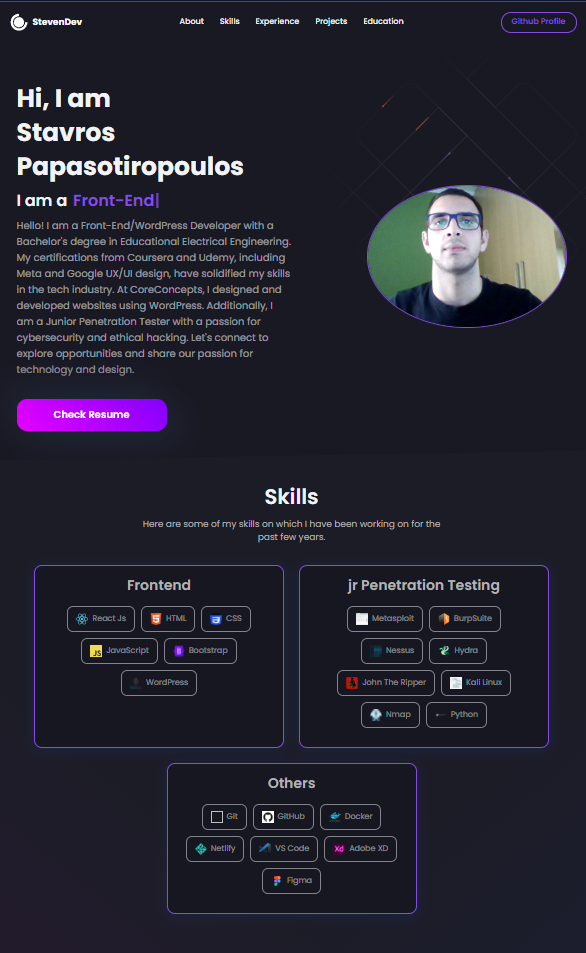 StevenDev
About Skills Experience Projects Education
Github Profile
Hi, I am
Stavros
Papasotiropoulos
I am a Front-End|
Hello! I am a Front-End/WordPress Developer with a
Bachelor's degree in Educational Electrical Engineering.
My certifications from Coursera and Udemy, including
Meta and Google UX/UI design, have solidified my skills
in the tech industry. At CoreConcepts, I designed and
developed websites using WordPress. Additionally, I
am a Junior Penetration Tester with a passion for
cybersecurity and ethical hacking. Let's connect to
explore opportunities and share our passion for
technology and design.
Check Resume
Skills
Here are some of my skills on which I have been working on for the
past few years.
Frontend
React Js HTML CSS
JS JavaScript Bootstrap
WordPress
jr Penetration Testing
Metasploit BurpSuite
Nessus Hydra
John The Ripper Kali Linux
Nmap Python
Others
Git GitHub Docker
Netlify VS Code Xd Adobe XD
Figma